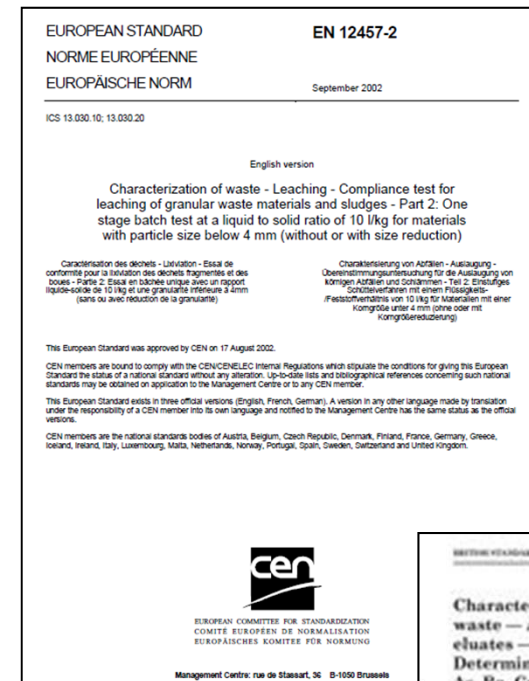 EUROPEAN STANDARD
NORME EUROPÉENNE
EUROPÄISCHE NORM
EN 12457-2
September 2002
ICS 13.030.10; 13.030.20
English version
Characterization of waste - Leaching - Compliance test for
leaching of granular waste materials and sludges - Part 2: One
stage batch test at a liquid to solid ratio of 10 l/kg for materials
with particle size below 4 mm (without or with size reduction)
Caractérisation des déchets - Lixiviation - Essai de
conformité pour la lixiviation des déchets fragmentés et des
boues - Partie 2: Essai en bâchée unique avec un rapport
liquide-solide de 10 l/kg et une granularité inférieure à 4mm
(sans ou avec réduction de la granularité)
Charakterisierung von Abfällen - Auslaugung -
Übereinstimmungsuntersuchung für die Auslaugung von
körnigen Abfällen und Schlämmen - Teil 2: Einstufiges
Schüttelverfahren mit einem Flüssigkeits-
/Feststoffverhältnis von 10 l/kg für Materialien mit einer
Korngröße unter 4 mm (ohne oder mit
Korngrößereduzierung)
This European Standard was approved by CEN on 17 August 2002.
CEN members are bound to comply with the CEN/CENELEC Internal Regulations which stipulate the conditions for giving this European
Standard the status of a national standard without any alteration. Up-to-date lists and bibliographical references concerning such national
standards may be obtained on application to the Management Centre or to any CEN member.
This European Standard exists in three official versions (English, French, German). A version in any other language made by translation
under the responsibility of a CEN member into its own language and notified to the Management Centre has the same status as the official
versions.
CEN members are the national standards bodies of Austria, Belgium, Czech Republic, Denmark, Finland, France, Germany, Greece,
Iceland, Ireland, Italy, Luxembourg, Malta, Netherlands, Norway, Portugal, Spain, Sweden, Switzerland and United Kingdom.
cen
EUROPEAN COMMITTEE FOR STANDARDIZATION
COMITÉ EUROPÉEN DE NORMALISATION
EUROPÄISCHES KOMITEE FÜR NORMUNG
Management Centre: rue de Stassart, 36 B-1050 Brussels
BRITISH STANDARD
Characte
waste —
eluates —
Determin